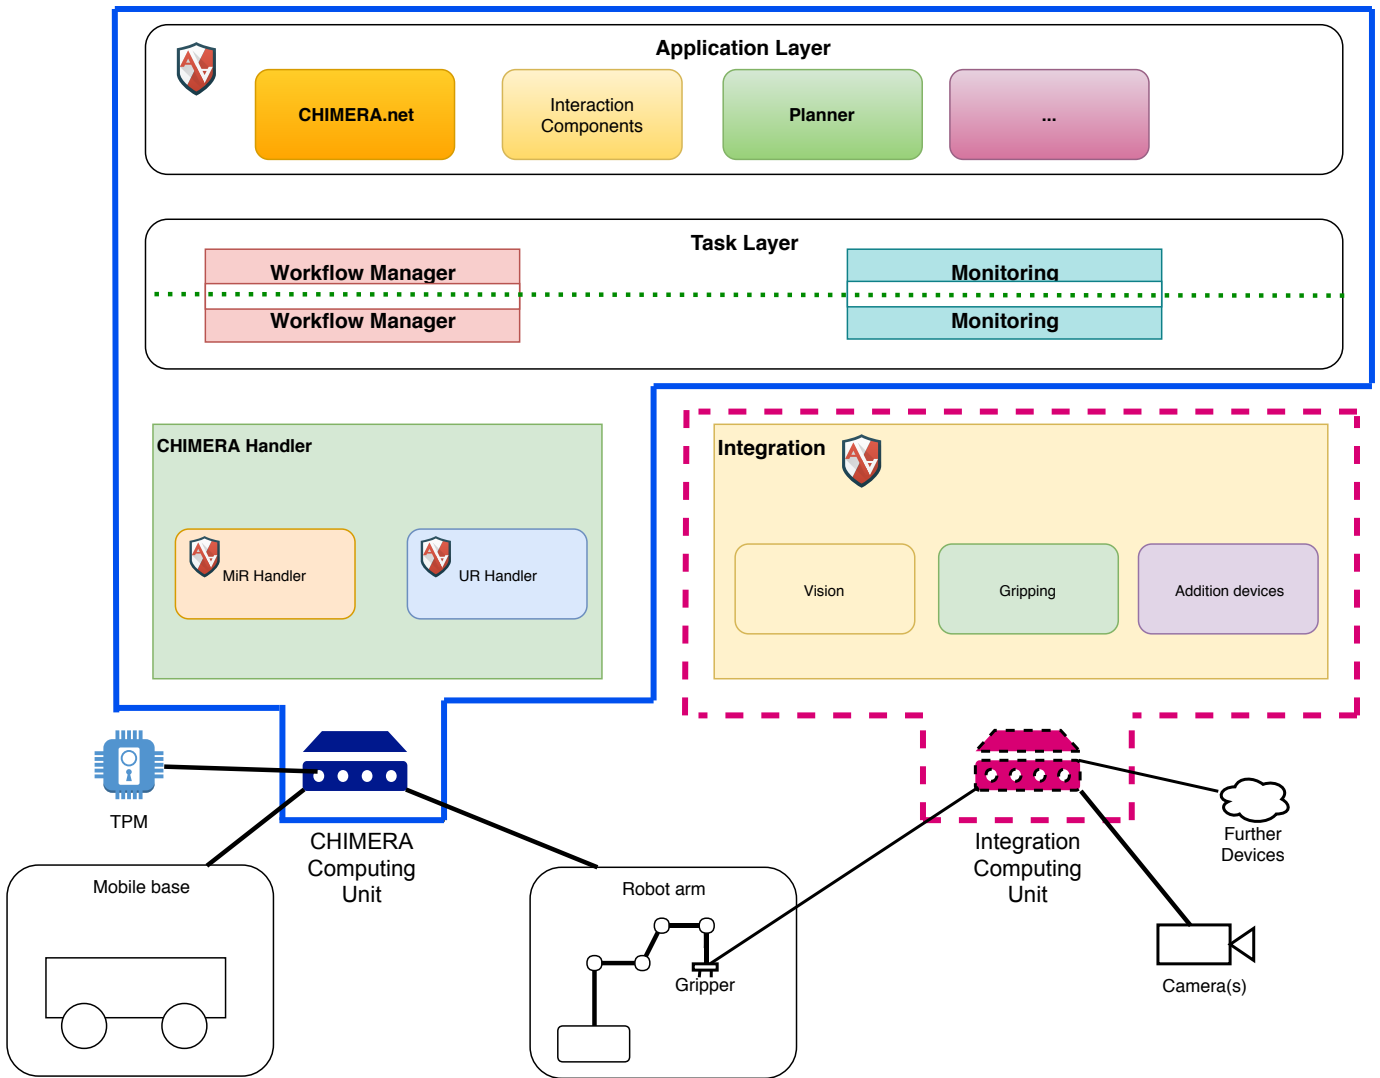 Application Layer
CHIMERA.net
Interaction
Components
Planner
...
Task Layer
Workflow Manager
Monitoring
Workflow Manager
Monitoring
CHIMERA Handler
MiR Handler
UR Handler
Integration
Vision
Gripping
Addition devices
TPM
CHIMERA
Computing
Unit
Integration
Computing
Unit
Further
Devices
Mobile base
Robot arm
Gripper
Camera(s)